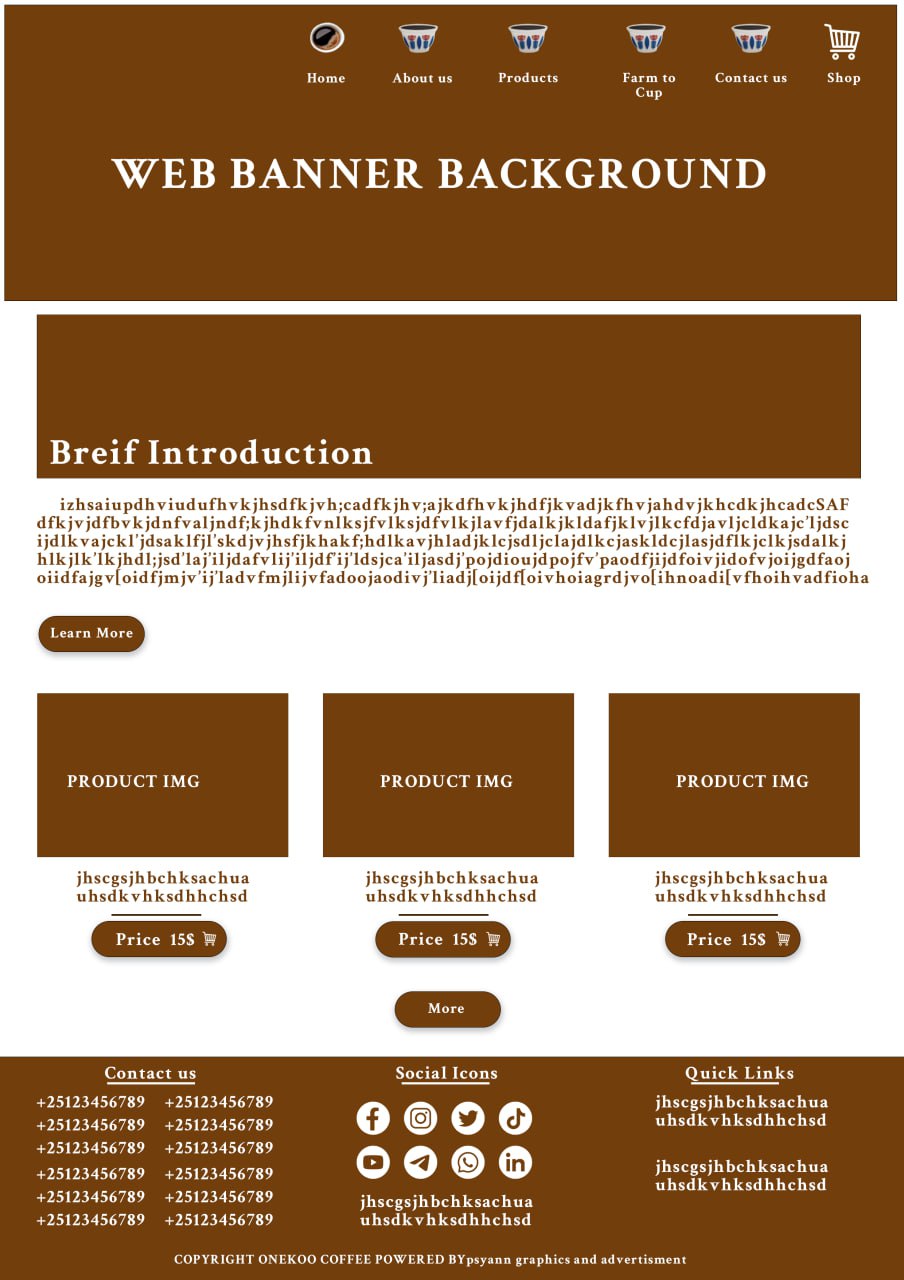 Home
About us
Products
Farm to
Cup
Contact us
Shop
WEB BANNER BACKGROUND
Breif Introduction
izhsaiupdhviudufhvkjhsdfkjvh;cadfkjhv;ajkdfhvkjhdfjkvadjkfhvjahdvjkhcdkjhcadcSAF
dfkjvjdfbvkjdnfvaljndf;kjhdkfvnlksjfvlksjdfvlkjlavfjdalkjkldafjklvjlkcfdjavljcldkajc'ljdsc
ijdlkvajckl'jdsaklfjl'skdjvjhsfjkhakf;hdlkavjhladjklcjsdljclajdlkcjaskldcjlasjdflkjclkjsdalkj
hlkjlk'lkjhdl;jsd'laj'iljdafvlij'iljdf'ij'ldsjca'iljasdj'pojdioujdpojfv'paodfjijdfoivjidofvjoijgdfaoj
oiidfajgv[oidfjmjv'ij'ladvfmjlijvfadoojaodivj'liadj[oijdf[oivhoiagrdjvo[ihnoadi[vfhoihvadfioha
Learn More
PRODUCT IMG
PRODUCT IMG
PRODUCT IMG
jhscgsjhbchksachua
uhsdkvhksdhhchsd
jhscgsjhbchksachua
uhsdkvhksdhhchsd
jhscgsjhbchksachua
uhsdkvhksdhhchsd
Price 15$
Price 15$
Price 15$
More
Contact us
+25123456789 +25123456789
+25123456789 +25123456789
+25123456789 +25123456789
+25123456789 +25123456789
+25123456789 +25123456789
+25123456789 +25123456789
Social Icons
jhscgsjhbchksachua
uhsdkvhksdhhchsd
Quick Links
jhscgsjhbchksachua
uhsdkvhksdhhchsd
jhscgsjhbchksachua
uhsdkvhksdhhchsd
COPYRIGHT ONEKOO COFFEE POWERED BYpsyann graphics and advertisment